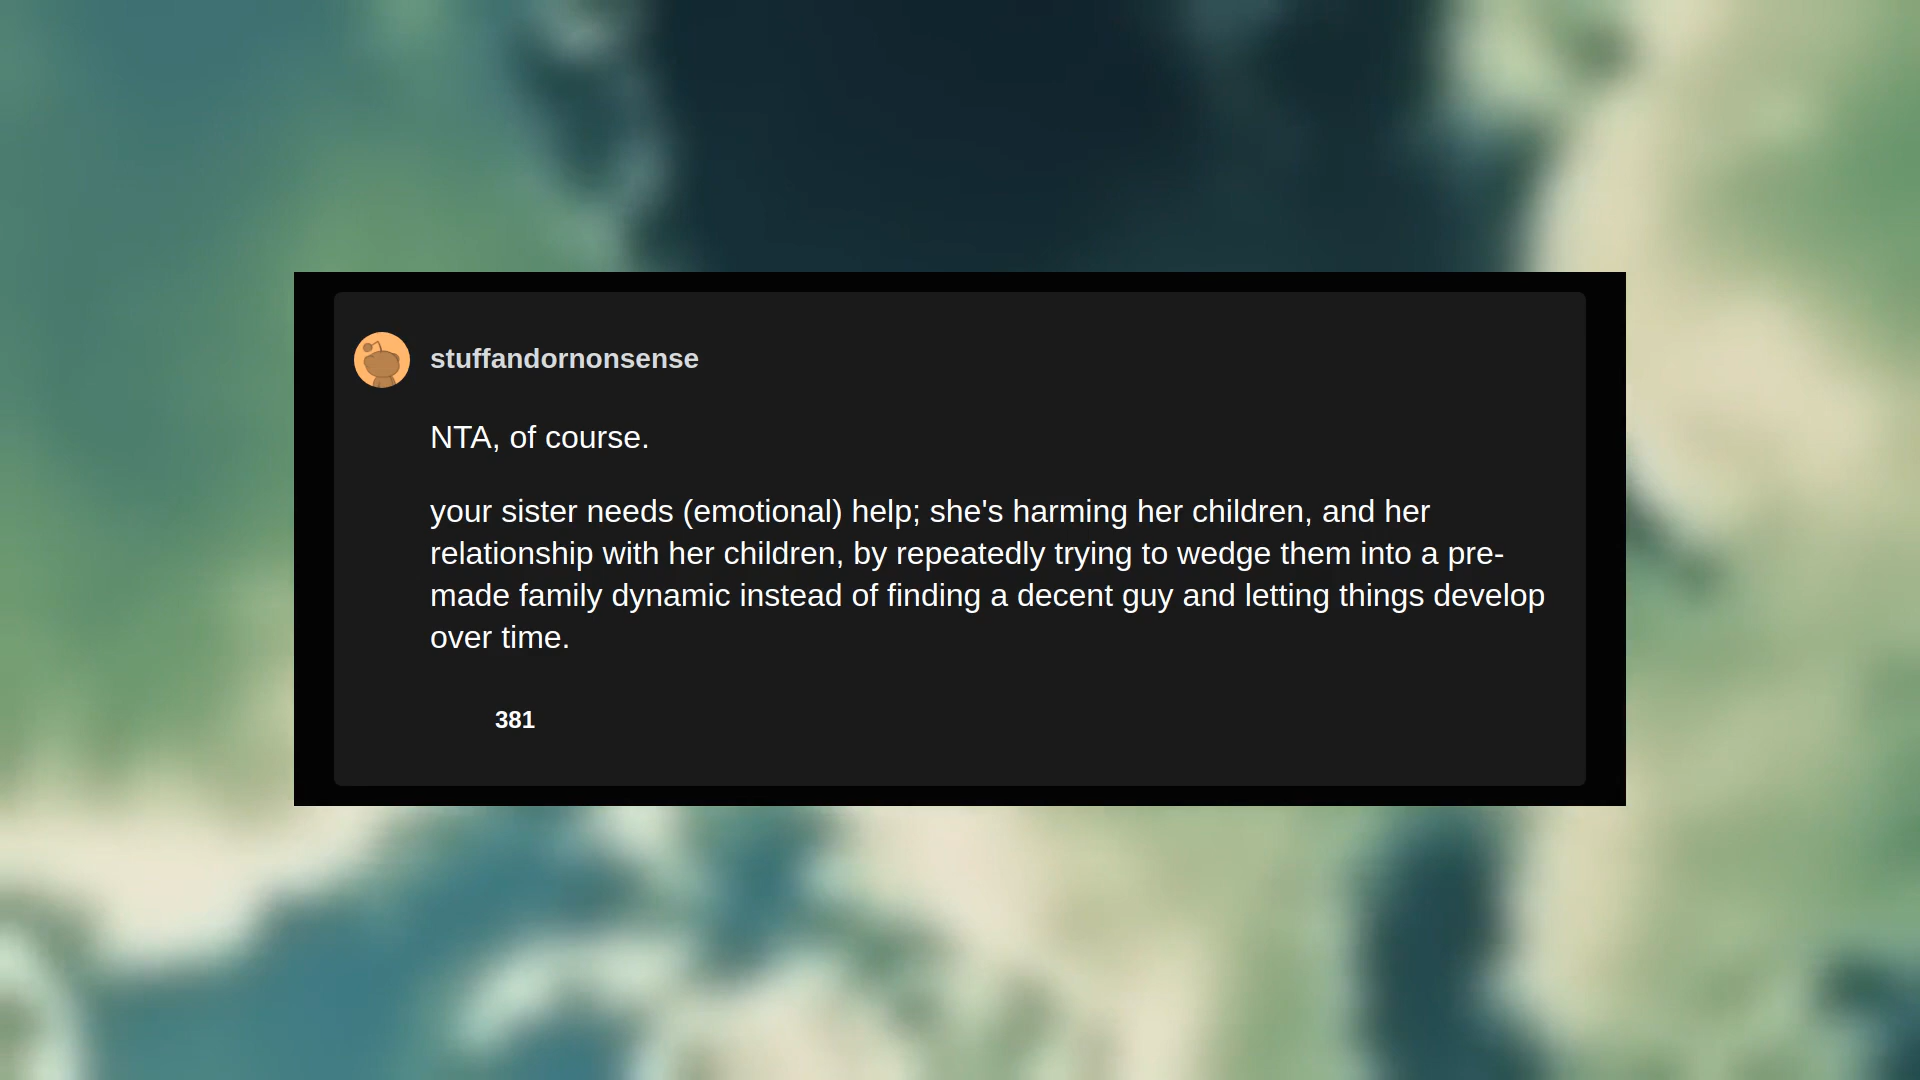 stuffandornonsense
NTA, of course.
your sister needs (emotional) help; she's harming her children, and her
relationship with her children, by repeatedly trying to wedge them into a pre-
made family dynamic instead of finding a decent guy and letting things develop
over time.
381